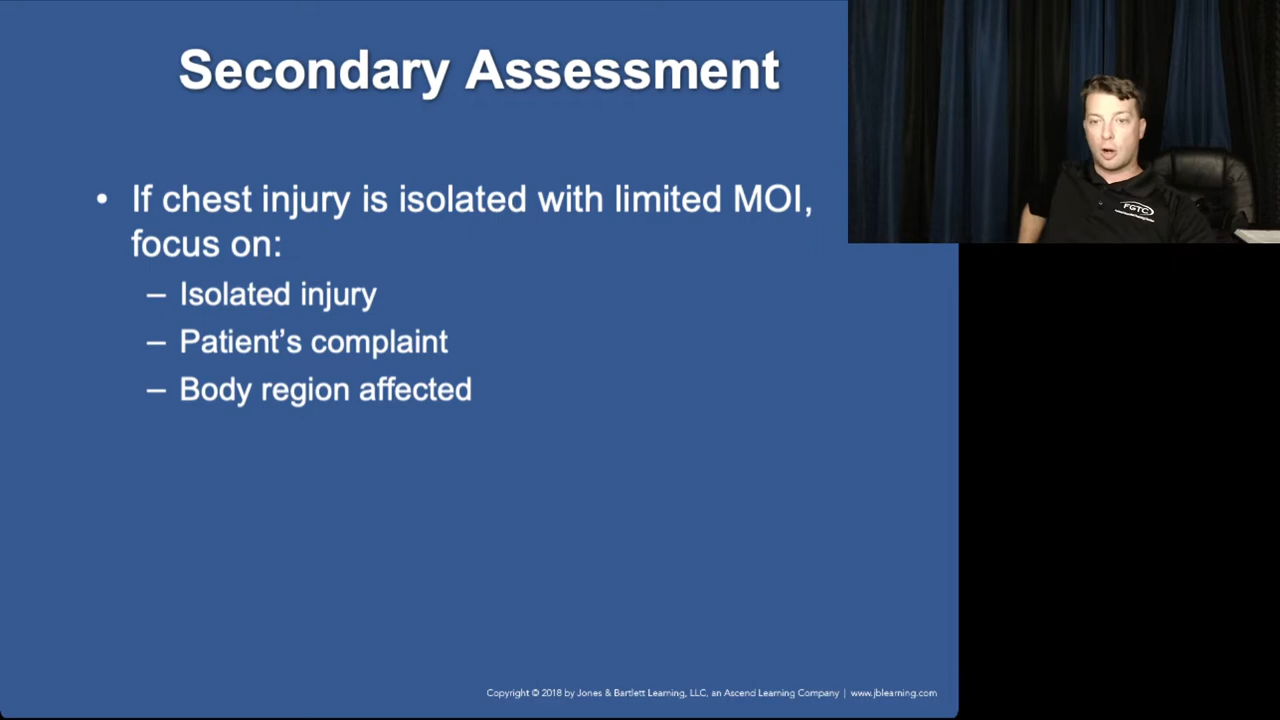 Secondary Assessment
• If chest injury is isolated with limited MOI,
focus on:
– Isolated injury
– Patient's complaint
– Body region affected
FGTC
Copyright © 2018 by Jones & Bartlett Learning, LLC, an Ascend Learning Company | www.jblearning.com